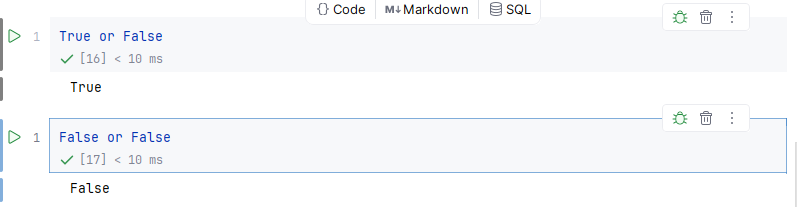 Code Markdown SQL
1 True or False
[16] < 10 ms
True
1 False or False
[17] < 10 ms
False